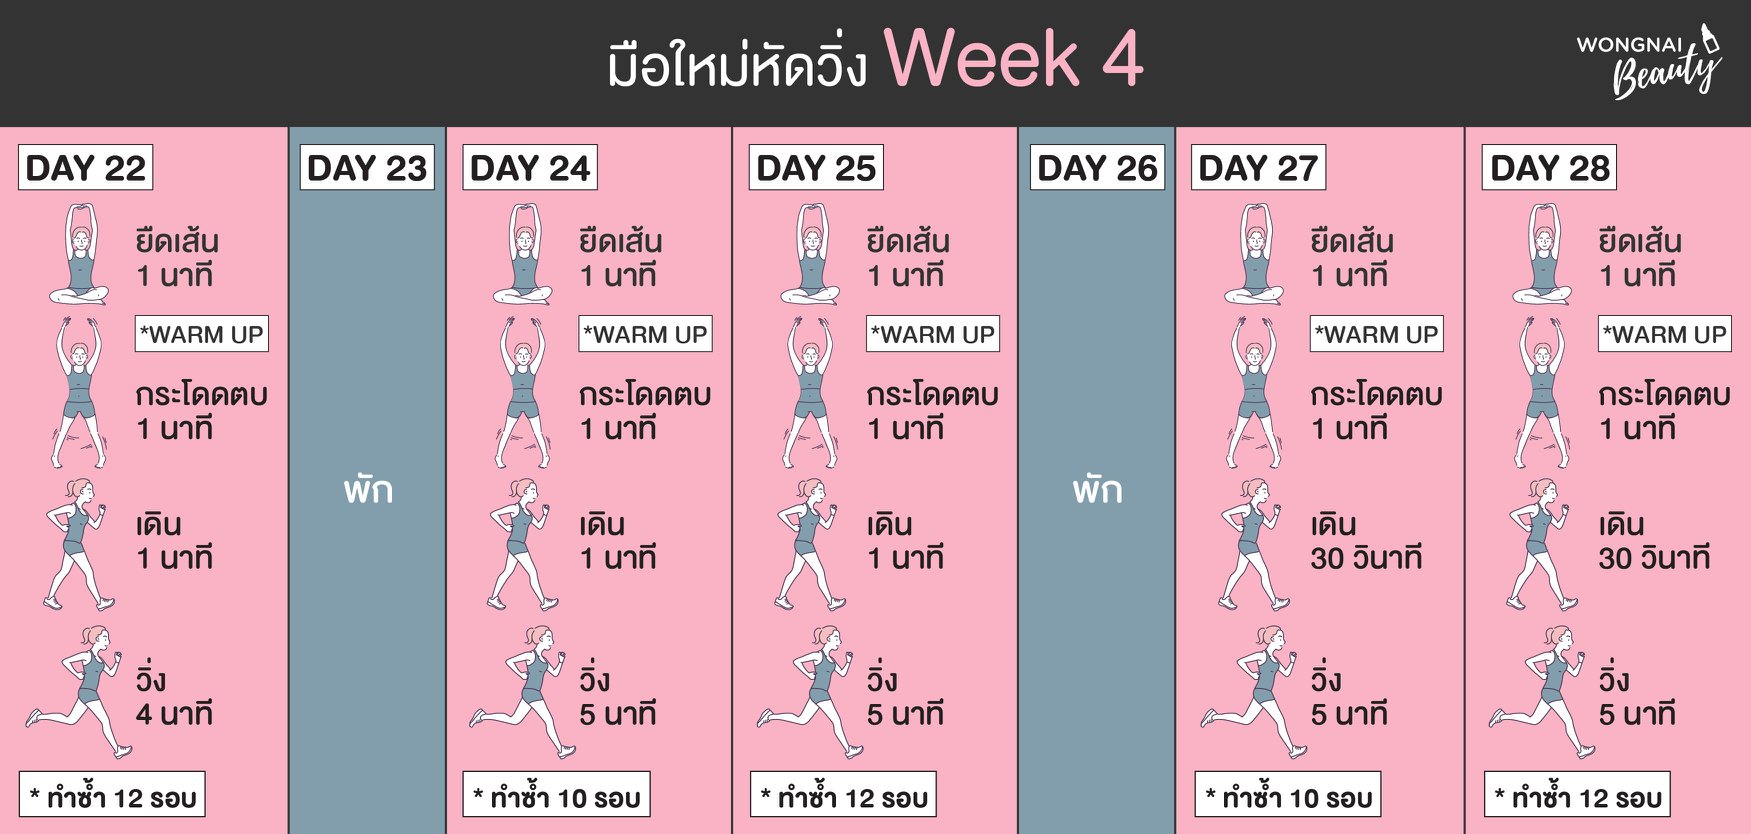 มือใหม่หัดวิ่ง Week 4
WONGNAI
Beauty
DAY 22
ยืดเส้น
1 นาที
*WARM UP
กระโดดตบ
1 นาที
เดิน
1 นาที
วิ่ง
4 นาที
* ทำซ้ำ 12 รอบ
DAY 23
พัก
DAY 24
ยืดเส้น
1 นาที
*WARM UP
กระโดดตบ
1 นาที
เดิน
1 นาที
วิ่ง
5 นาที
* ทำซ้ำ 10 รอบ
DAY 25
ยืดเส้น
1 นาที
*WARM UP
กระโดดตบ
1 นาที
เดิน
1 นาที
วิ่ง
5 นาที
* ทำซ้ำ 12 รอบ
DAY 26
พัก
DAY 27
ยืดเส้น
1 นาที
*WARM UP
กระโดดตบ
1 นาที
เดิน
30 วินาที
วิ่ง
5 นาที
* ทำซ้ำ 10 รอบ
DAY 28
ยืดเส้น
1 นาที
*WARM UP
กระโดดตบ
1 นาที
เดิน
30 วินาที
วิ่ง
5 นาที
* ทำซ้ำ 12 รอบ